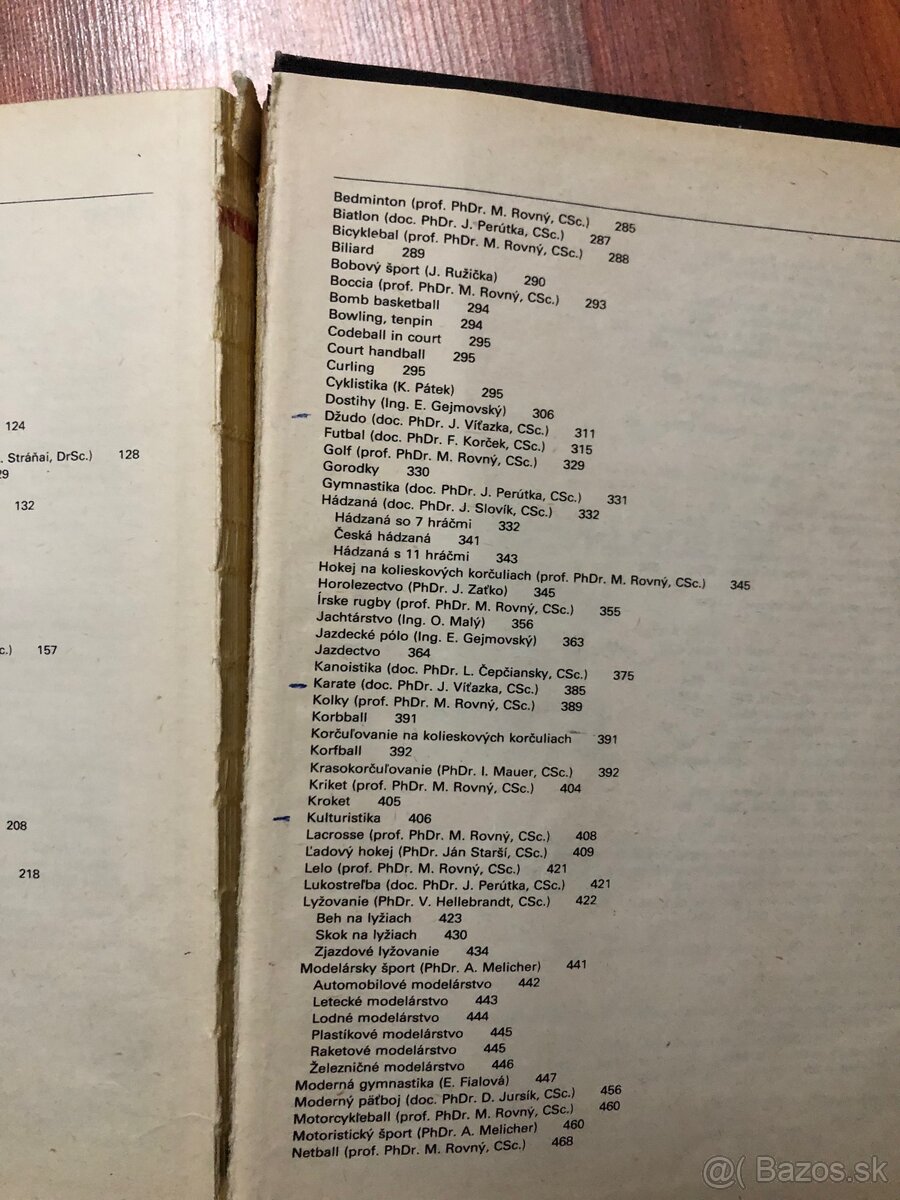 124
. Stráňai, DrSc.) 128
29
132
c.) 157
208
218
Bedminton (prof. PhDr. M. Rovný, CSc.) 285
Biatlon (doc. PhDr. J. Perútka, CSc.) 287
Bicyklebal (prof. PhDr. M. Rovný, CSc.) 288
Biliard 289
Bobový šport (J. Ružička) 290
Boccia (prof. PhDr. M. Rovný, CSc.) 293
Bomb basketball 294
Bowling, tenpin 294
Codeball in court 295
Court handball 295
Curling 295
Cyklistika (K. Pátek) 295
Dostihy (Ing. E. Gejmovský) 306
Džudo (doc. PhDr. J. Víťazka, CSc.) 311
Futbal (doc. PhDr. F. Korček, CSc.) 315
Golf (prof. PhDr. M. Rovný, CSc.) 329
Gorodky 330
Gymnastika (doc. PhDr. J. Perútka, CSc.) 331
Hádzaná (doc. PhDr. J. Slovík, CSc.) 332
Hádzaná so 7 hráčmi 332
Česká hádzaná 341
Hádzaná s 11 hráčmi 343
Hokej na kolieskových korčuliach (prof. PhDr. M. Rovný, CSc.) 345
Horolezectvo (PhDr. J. Zaťko) 345
Írske rugby (prof. PhDr. M. Rovný, CSc.) 355
Jachtárstvo (Ing. O. Malý) 356
Jazdecké pólo (Ing. E. Gejmovský) 363
Jazdectvo 364
Kanoistika (doc. PhDr. L. Čepčiansky, CSc.) 375
Karate (doc. PhDr. J. Víťazka, CSc.) 385
Kolky (prof. PhDr. M. Rovný, CSc.) 389
Korbball 391
Korčuľovanie na kolieskových korčuliach 391
Korfball 392
Krasokorčuľovanie (PhDr. I. Mauer, CSc.) 392
Kriket (prof. PhDr. M. Rovný, CSc.) 404
Kroket 405
Kulturistika 406
Lacrosse (prof. PhDr. M. Rovný, CSc.) 408
Ľadový hokej (PhDr. Ján Starší, CSc.) 409
Lelo (prof. PhDr. M. Rovný, CSc.) 421
Lukostreľba (doc. PhDr. J. Perútka, CSc.) 421
Lyžovanie (PhDr. V. Hellebrandt, CSc.) 422
Beh na lyžiach 423
Skok na lyžiach 430
Zjazdové lyžovanie 434
Modelársky šport (PhDr. A. Melicher) 441
Automobilové modelárstvo 442
Letecké modelárstvo 443
Lodné modelárstvo 444
Plastikové modelárstvo 445
Raketové modelárstvo 445
Železničné modelárstvo 446
Moderná gymnastika (E. Fialová) 447
Moderný päťboj (doc. PhDr. D. Jursík, CSc.) 456
Motorcykleball (prof. PhDr. M. Rovný, CSc.) 460
Motoristický šport (PhDr. A. Melicher) 460
Netball (prof. PhDr. M. Rovný, CSc.) 468
@( Bazos.sk